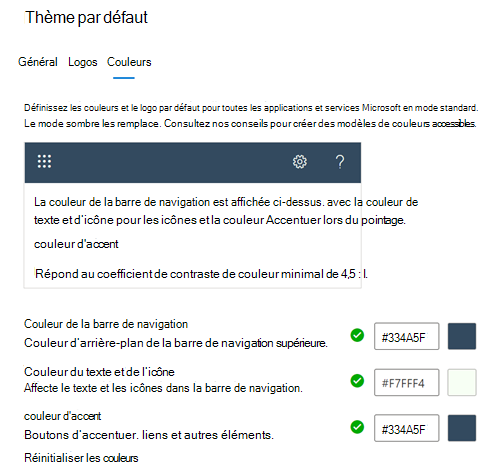 Thème par défaut
Général Logos Couleurs
Définissez les couleurs et le logo par défaut pour toutes les applications et services Microsoft en mode standard.
Le mode sombre les remplace. Consultez nos conseils pour créer des modèles de couleurs accessibles.
?
La couleur de la barre de navigation est affichée ci-dessus. avec la couleur de
texte et d'icône pour les icônes et la couleur Accentuer lors du pointage.
couleur d'accent
Répond au coefficient de contraste de couleur minimal de 4,5 : l.
Couleur de la barre de navigation
Couleur d'arrière-plan de la barre de navigation supérieure.
#334A5F
Couleur du texte et de l'icône
Affecte le texte et les icônes dans la barre de navigation.
#F7FFF4
couleur d'accent
Boutons d'accentuer. liens et autres éléments.
#334A5F
Réinitialiser les couleurs